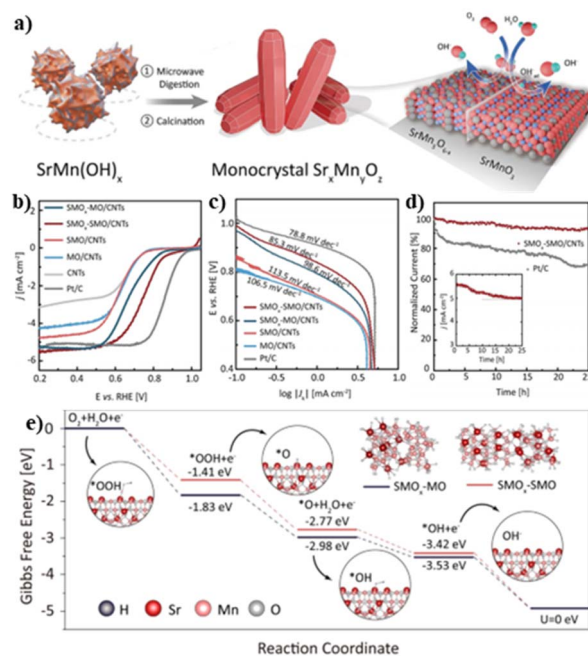 a)
① Microwave
Digestion
② Calcination
SrMn(OH)ₓ
Monocrystal SrₓMnᵧO_z
O₂
H₂O
OH⁻
OH⁻
SrMnO₃
b)
SMOₓ-MO/CNTs
SMOₓ-SMO/CNTs
SMO/CNTs
MO/CNTs
CNTs
Pt/C
J [mA cm⁻²]
0
-2
-4
-6
0.2 0.4 0.6 0.8 1.0
E vs. RHE [V]
c)
78.8 mV dec⁻¹
85.3 mV dec⁻¹
98.6 mV dec⁻¹
113.5 mV dec⁻¹
106.5 mV dec⁻¹
SMOₓ-SMO/CNTs
SMOₓ-MO/CNTs
SMO/CNTs
MO/CNTs
Pt/C
E vs. RHE [V]
1.0
0.8
0.6
0.4
-1.0 -0.5 0.0 0.5 1.0
log |Jₖ| [mA cm⁻²]
d)
SMOₓ-SMO/CNTs
Pt/C
Normalized Current [%]
100
80
60
40
20
0
0 5 10 15 20 25
Time [h]
J [mA cm⁻²]
6
5
4
0 5 10 15 20 25
Time [h]
e)
O₂+H₂O+e⁻
*OOH
*OOH+e⁻
-1.41 eV
-1.83 eV
*O
*O+H₂O+e⁻
-2.77 eV
-2.98 eV
*OH
*OH+e⁻
-3.42 eV
-3.53 eV
OH⁻
SMOₓ-MO
SMOₓ-SMO
H
Sr
Mn
O
U=0 eV
Gibbs Free Energy [eV]
0
-1
-2
-3
-4
-5
Reaction Coordinate